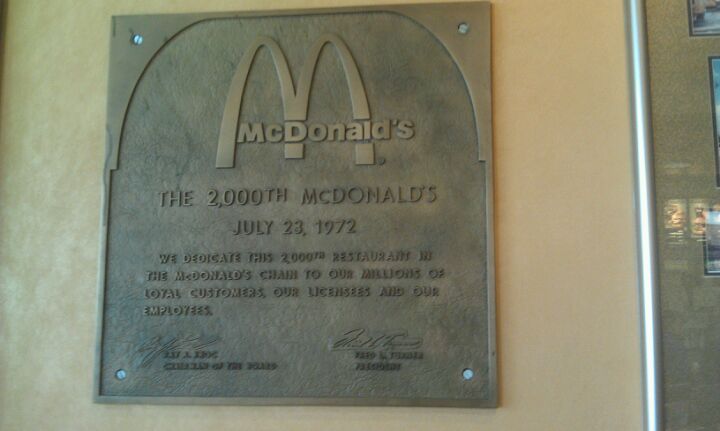 McDonald's
®
THE 2,000TH McDONALD'S
JULY 23, 1972
WE DEDICATE THIS 2,000TH RESTAURANT IN
THE McDONALD'S CHAIN TO OUR MILLIONS OF
LOYAL CUSTOMERS, OUR LICENSEES AND OUR
EMPLOYEES.
RAY A. KROC
CHAIRMAN OF THE BOARD
FRED L. TURNER
PRESIDENT